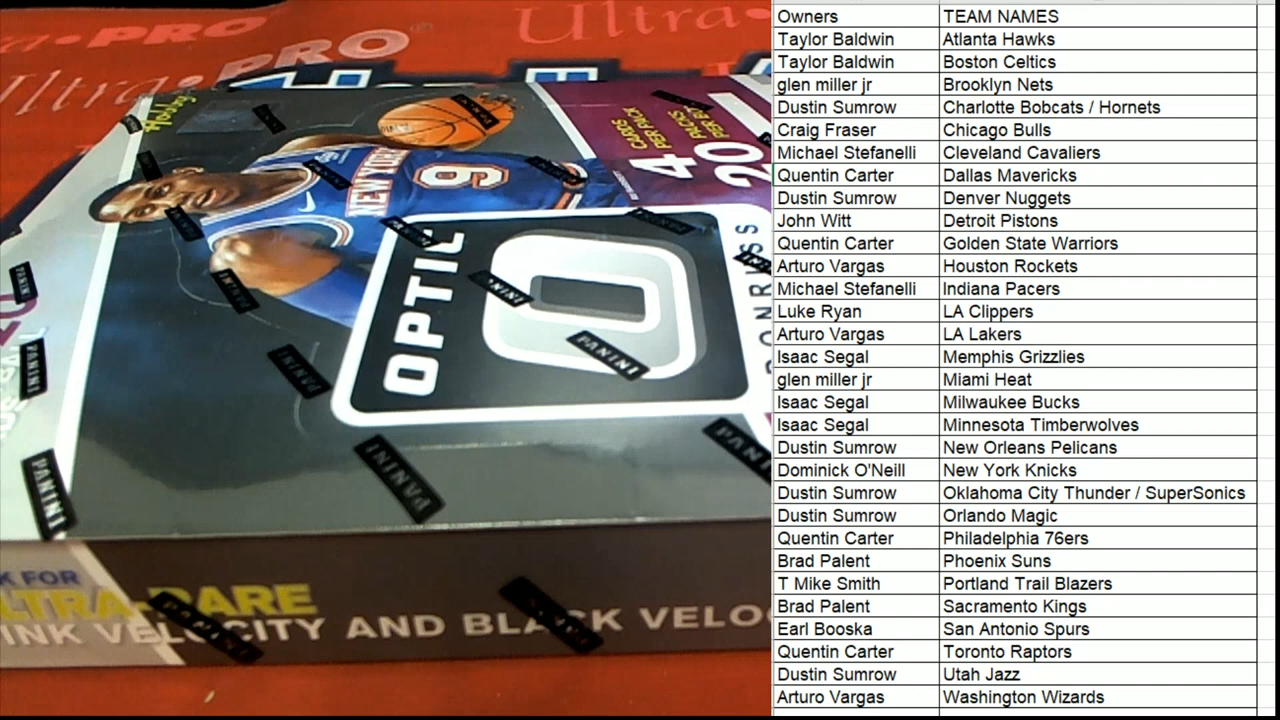 Ultra•PRO
Ultra•PRO
Ultra
Hobby
4 CARDS PER PACK
20
NEW YORK
9
OPTIC
PANINI
PANINI
PANINI
PANINI
PANINI
PANINI
PANINI
PANINI
K FOR
LTRA-RARE
INK VELOCITY AND BLACK VELO
Owners TEAM NAMES
Taylor Baldwin Atlanta Hawks
Taylor Baldwin Boston Celtics
glen miller jr Brooklyn Nets
Dustin Sumrow Charlotte Bobcats / Hornets
Craig Fraser Chicago Bulls
Michael Stefanelli Cleveland Cavaliers
Quentin Carter Dallas Mavericks
Dustin Sumrow Denver Nuggets
John Witt Detroit Pistons
Quentin Carter Golden State Warriors
Arturo Vargas Houston Rockets
Michael Stefanelli Indiana Pacers
Luke Ryan LA Clippers
Arturo Vargas LA Lakers
Isaac Segal Memphis Grizzlies
glen miller jr Miami Heat
Isaac Segal Milwaukee Bucks
Isaac Segal Minnesota Timberwolves
Dustin Sumrow New Orleans Pelicans
Dominick O'Neill New York Knicks
Dustin Sumrow Oklahoma City Thunder / SuperSonics
Dustin Sumrow Orlando Magic
Quentin Carter Philadelphia 76ers
Brad Palent Phoenix Suns
T Mike Smith Portland Trail Blazers
Brad Palent Sacramento Kings
Earl Booska San Antonio Spurs
Quentin Carter Toronto Raptors
Dustin Sumrow Utah Jazz
Arturo Vargas Washington Wizards